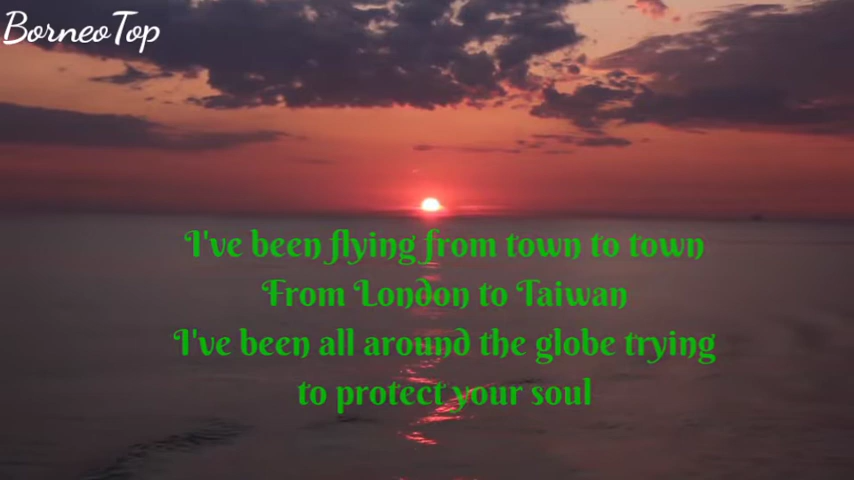 BorneoTop
I've been flying from town to town
From London to Taiwan
I've been all around the globe trying
to protect your soul